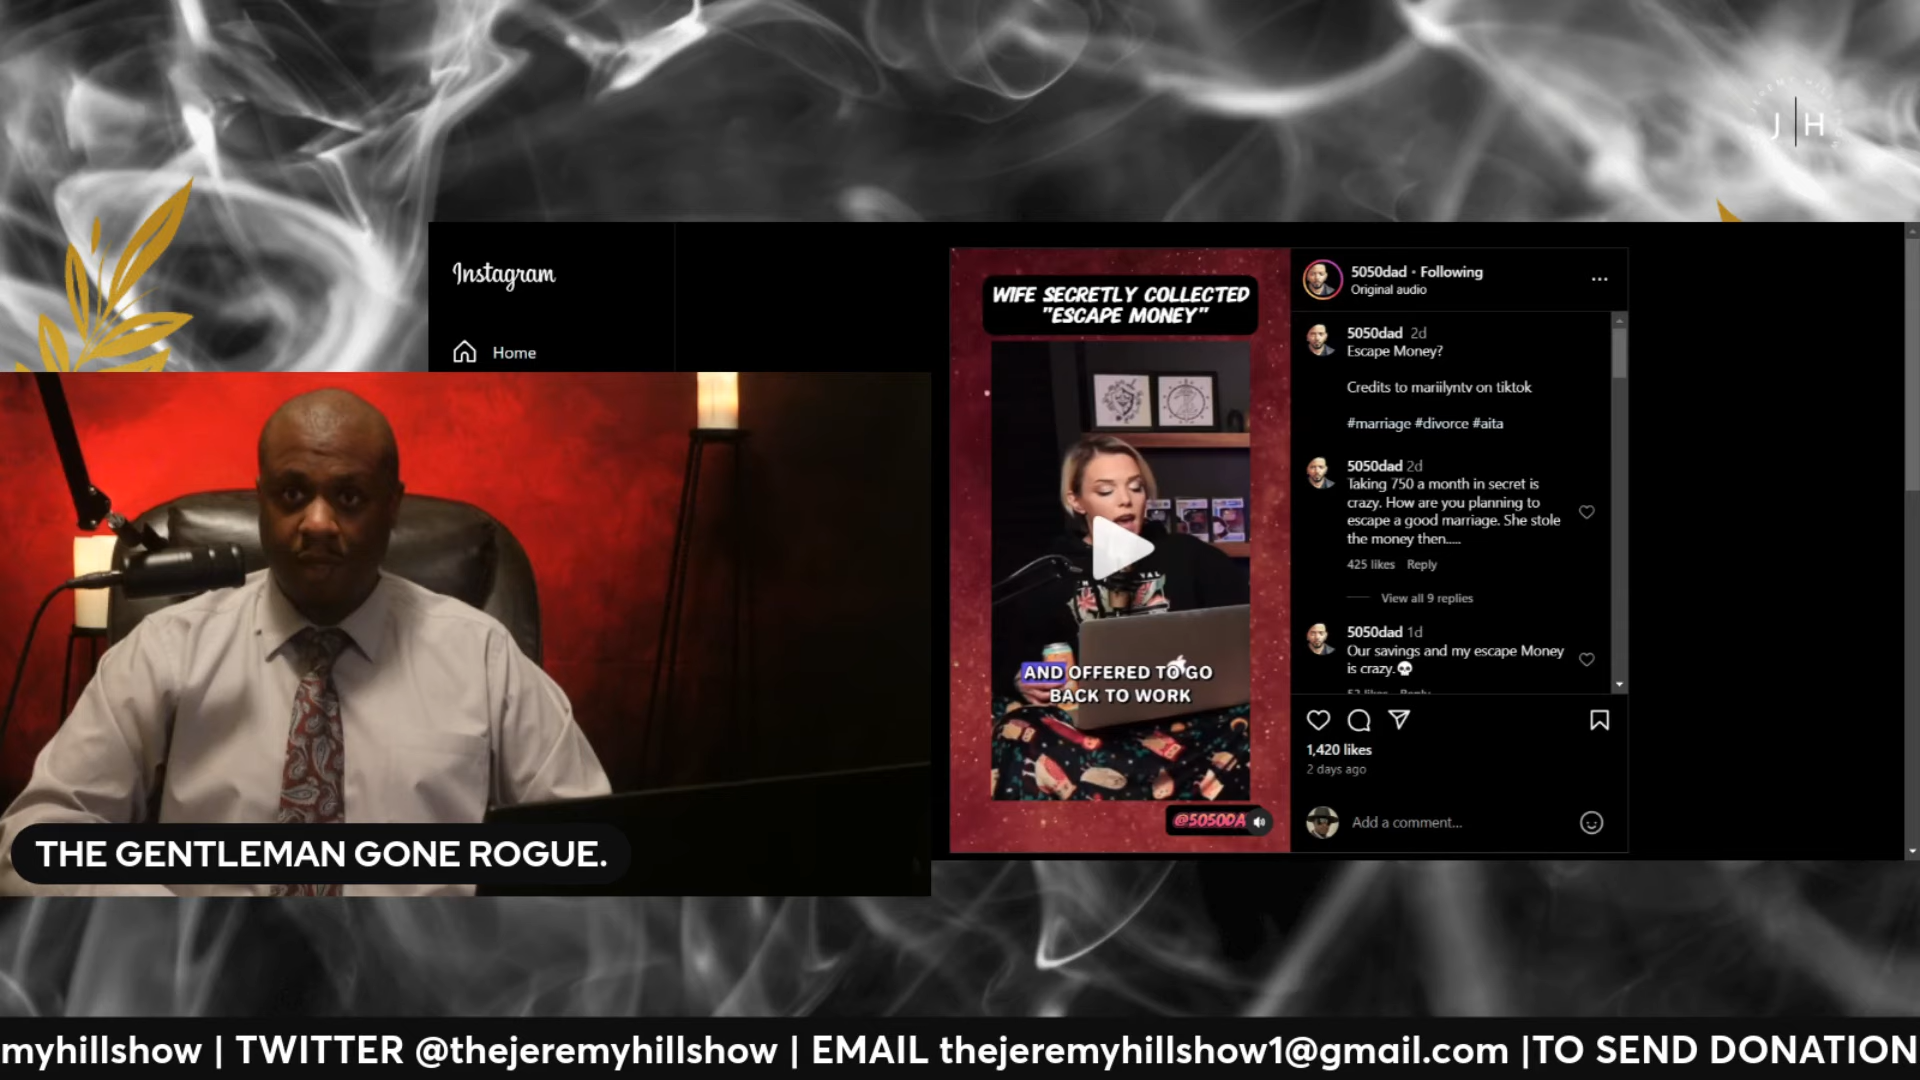 J | H
Instagram
Home
WIFE SECRETLY COLLECTED
"ESCAPE MONEY"
AND OFFERED TO GO
BACK TO WORK
@5050DA
5050dad • Following
Original audio
5050dad 2d
Escape Money?
Credits to mariilyntv on tiktok
#marriage #divorce #aita
5050dad 2d
Taking 750 a month in secret is
crazy. How are you planning to
escape a good marriage. She stole
the money then.....
425 likes Reply
View all 9 replies
5050dad 1d
Our savings and my escape Money
is crazy.💀
52 likes Reply
1,420 likes
2 days ago
Add a comment...
THE GENTLEMAN GONE ROGUE.
myhillshow | TWITTER @thejeremyhillshow | EMAIL thejeremyhillshow1@gmail.com |TO SEND DONATION